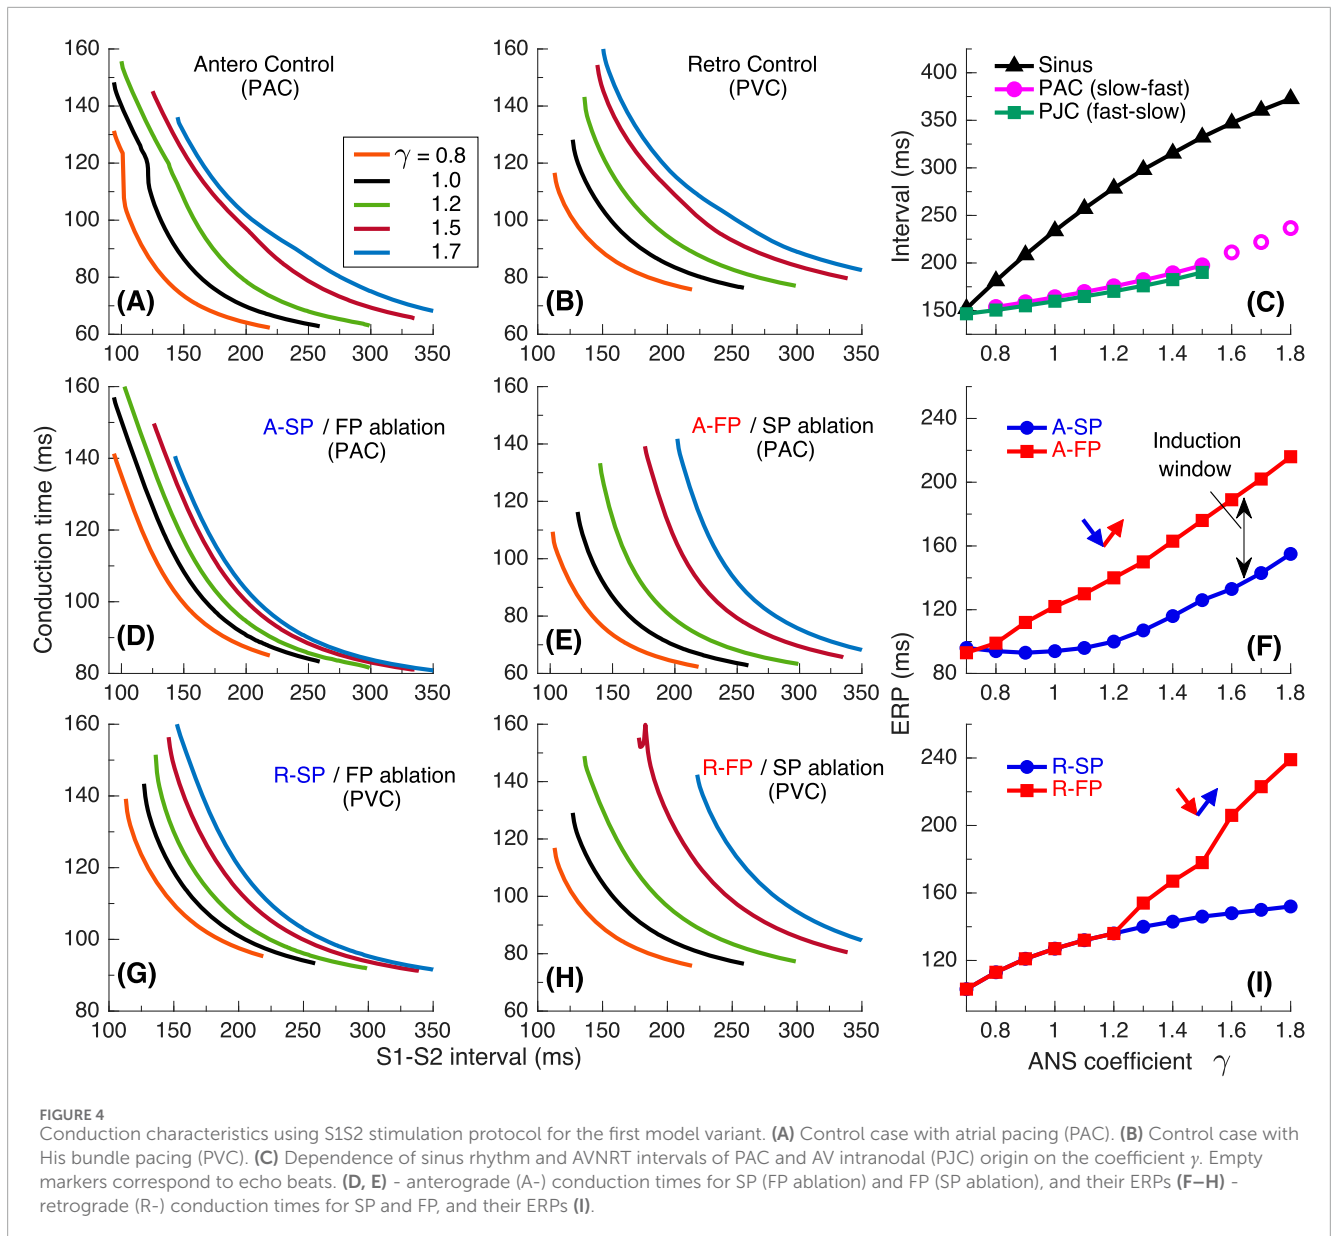 Antero Control
(PAC)
γ = 0.8
1.0
1.2
1.5
1.7
(A)
160
140
120
100
80
60
100 150 200 250 300 350
Retro Control
(PVC)
(B)
160
140
120
100
80
60
100 150 200 250 300 350
Sinus
PAC (slow-fast)
PJC (fast-slow)
Interval (ms)
400
350
300
250
200
150
(C)
0.8 1 1.2 1.4 1.6 1.8
Conduction time (ms)
160
140
120
100
80
A-SP / FP ablation
(PAC)
(D)
100 150 200 250 300 350
160
140
120
100
80
60
A-FP / SP ablation
(PAC)
(E)
100 150 200 250 300 350
ERP (ms)
240
200
160
120
80
A-SP
A-FP
Induction
window
(F)
0.8 1 1.2 1.4 1.6 1.8
160
140
120
100
80
R-SP / FP ablation
(PVC)
(G)
100 150 200 250 300 350
160
140
120
100
80
60
R-FP / SP ablation
(PVC)
(H)
100 150 200 250 300 350
240
200
160
120
R-SP
R-FP
(I)
0.8 1 1.2 1.4 1.6 1.8
S1-S2 interval (ms)
ANS coefficient γ
FIGURE 4
Conduction characteristics using S1S2 stimulation protocol for the first model variant. (A) Control case with atrial pacing (PAC). (B) Control case with
His bundle pacing (PVC). (C) Dependence of sinus rhythm and AVNRT intervals of PAC and AV intranodal (PJC) origin on the coefficient γ. Empty
markers correspond to echo beats. (D, E) - anterograde (A-) conduction times for SP (FP ablation) and FP (SP ablation), and their ERPs (F–H) -
retrograde (R-) conduction times for SP and FP, and their ERPs (I).